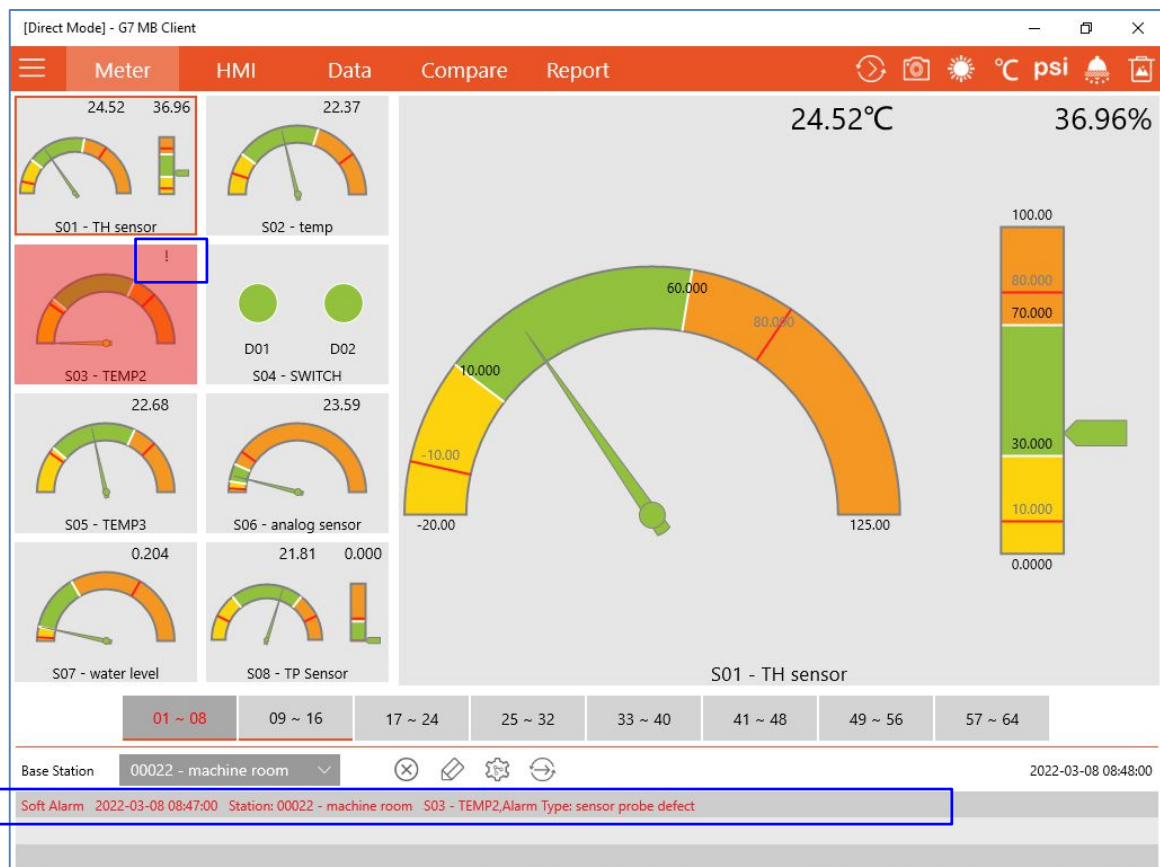 [Direct Mode] - G7 MB Client
Meter HMI Data Compare Report °C psi
24.52 36.96
S01 - TH sensor
22.37
S02 - temp
!
S03 - TEMP2
D01 D02
S04 - SWITCH
22.68
S05 - TEMP3
23.59
S06 - analog sensor
0.204
S07 - water level
21.81 0.000
S08 - TP Sensor
24.52°C 36.96%
-20.00
-10.00
10.000
60.000
80.000
125.00
100.00
80.000
70.000
30.000
10.000
0.0000
S01 - TH sensor
01 ~ 08 09 ~ 16 17 ~ 24 25 ~ 32 33 ~ 40 41 ~ 48 49 ~ 56 57 ~ 64
Base Station 00022 - machine room 2022-03-08 08:48:00
Soft Alarm 2022-03-08 08:47:00 Station: 00022 - machine room S03 - TEMP2,Alarm Type: sensor probe defect